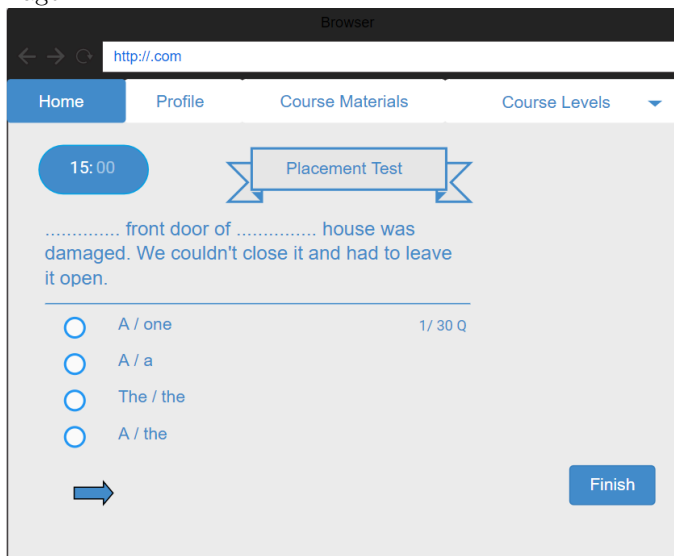 Browser
http://.com
Home Profile Course Materials Course Levels
15:00
Placement Test
.............. front door of ............... house was
damaged. We couldn't close it and had to leave
it open.
A / one
1/ 30 Q
A / a
The / the
A / the
Finish